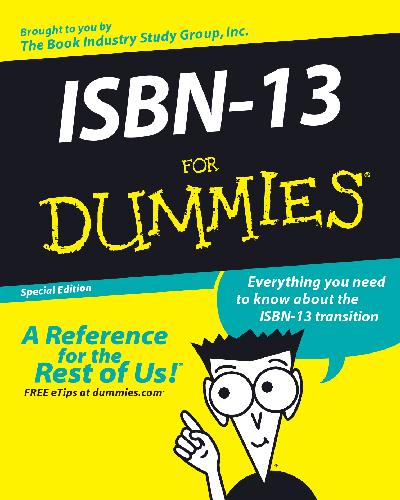 Brought to you by
The Book Industry Study Group, Inc.
ISBN-13
FOR
DUMMIES®
Special Edition
Everything you need
to know about the
ISBN-13 transition
A Reference
for the
Rest of Us!™
FREE eTips at dummies.com®